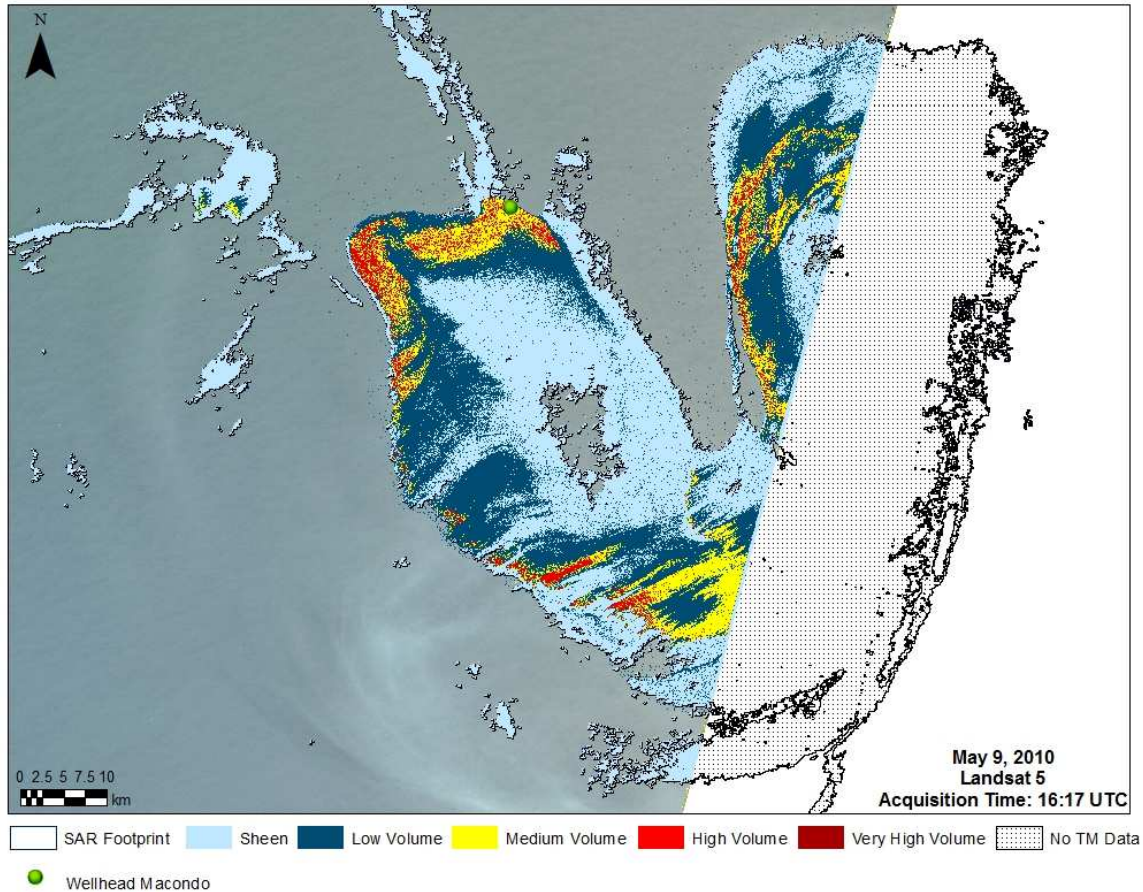 N
0 2.5 5 7.5 10
km
May 9, 2010
Landsat 5
Acquisition Time: 16:17 UTC
SAR Footprint Sheen Low Volume Medium Volume High Volume Very High Volume No TM Data
Wellhead Macondo